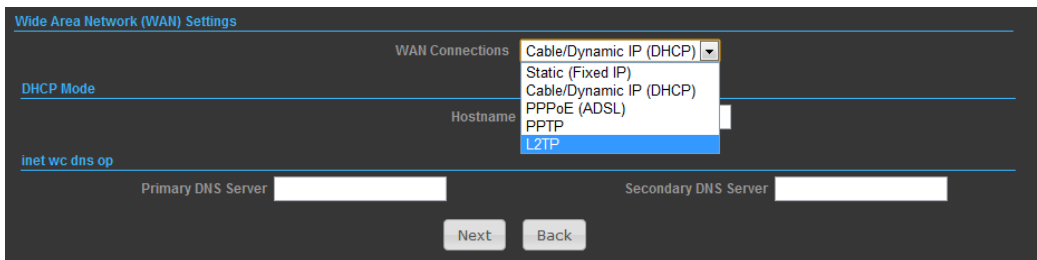 Wide Area Network (WAN) Settings
WAN Connections Cable/Dynamic IP (DHCP)
Static (Fixed IP)
Cable/Dynamic IP (DHCP)
PPPoE (ADSL)
PPTP
L2TP
DHCP Mode
Hostname
inet wc dns op
Primary DNS Server Secondary DNS Server
Next Back